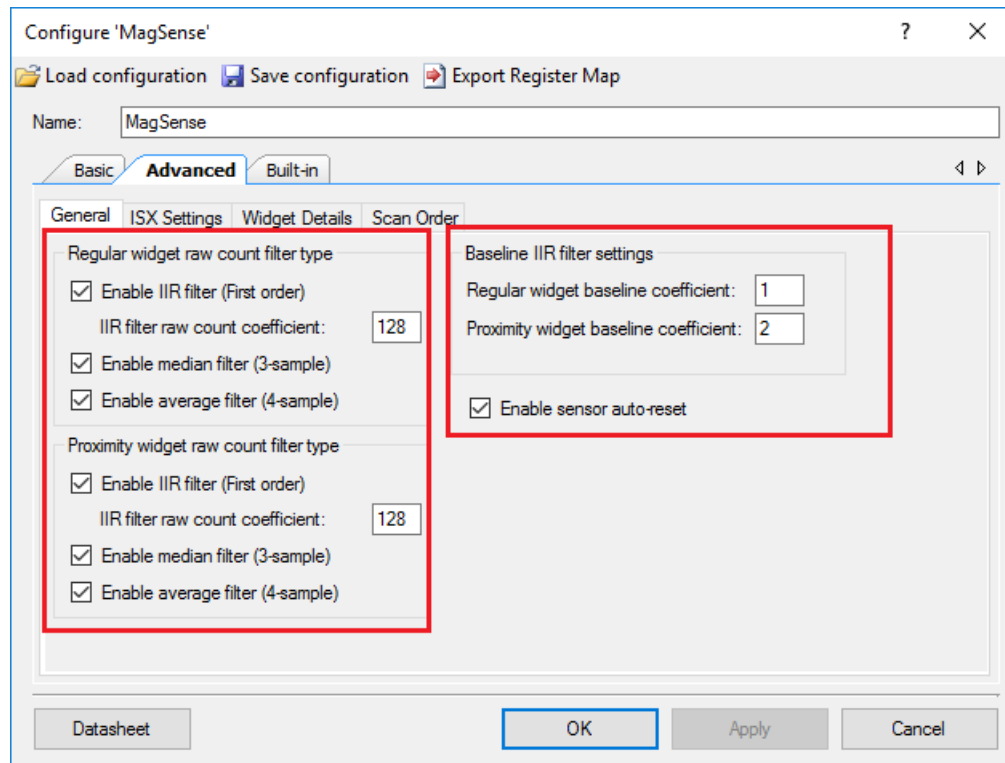 Configure 'MagSense'
?
Load configuration Save configuration Export Register Map
Name: MagSense
Basic Advanced Built-in
General ISX Settings Widget Details Scan Order
Regular widget raw count filter type
Enable IIR filter (First order)
IIR filter raw count coefficient: 128
Enable median filter (3-sample)
Enable average filter (4-sample)
Proximity widget raw count filter type
Enable IIR filter (First order)
IIR filter raw count coefficient: 128
Enable median filter (3-sample)
Enable average filter (4-sample)
Baseline IIR filter settings
Regular widget baseline coefficient: 1
Proximity widget baseline coefficient: 2
Enable sensor auto-reset
Datasheet OK Apply Cancel